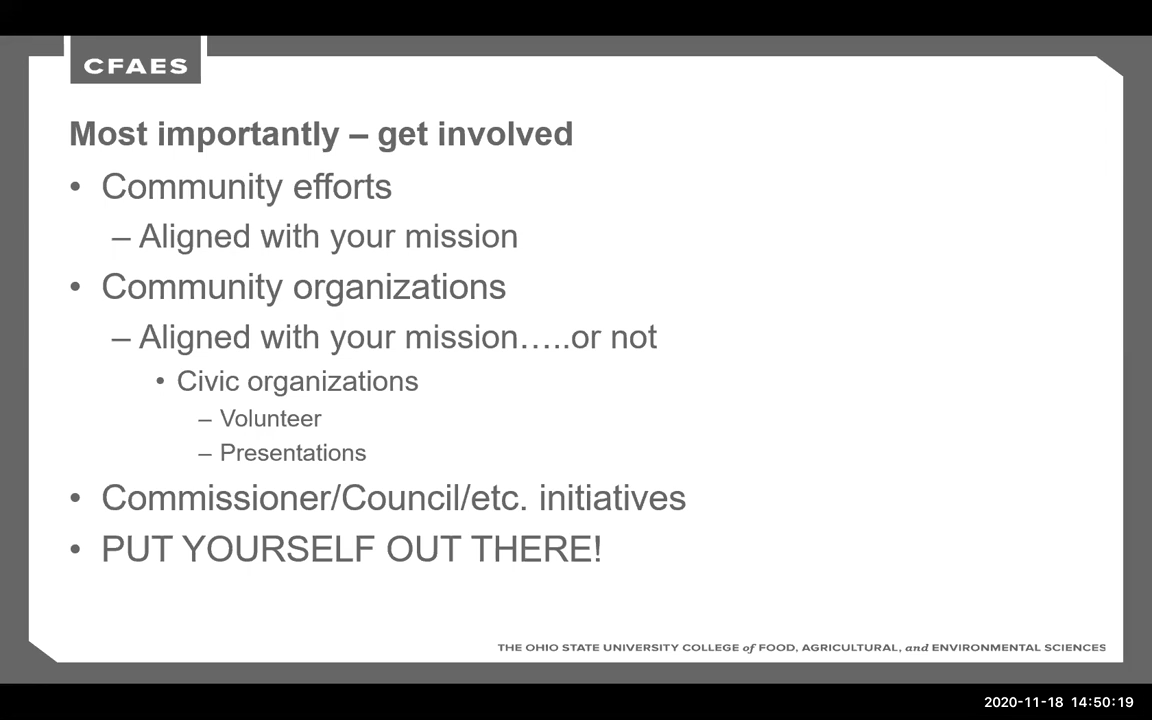 CFAES
Most importantly – get involved
• Community efforts
– Aligned with your mission
• Community organizations
– Aligned with your mission…..or not
• Civic organizations
– Volunteer
– Presentations
• Commissioner/Council/etc. initiatives
• PUT YOURSELF OUT THERE!
THE OHIO STATE UNIVERSITY COLLEGE of FOOD, AGRICULTURAL, and ENVIRONMENTAL SCIENCES
2020-11-18 14:50:19